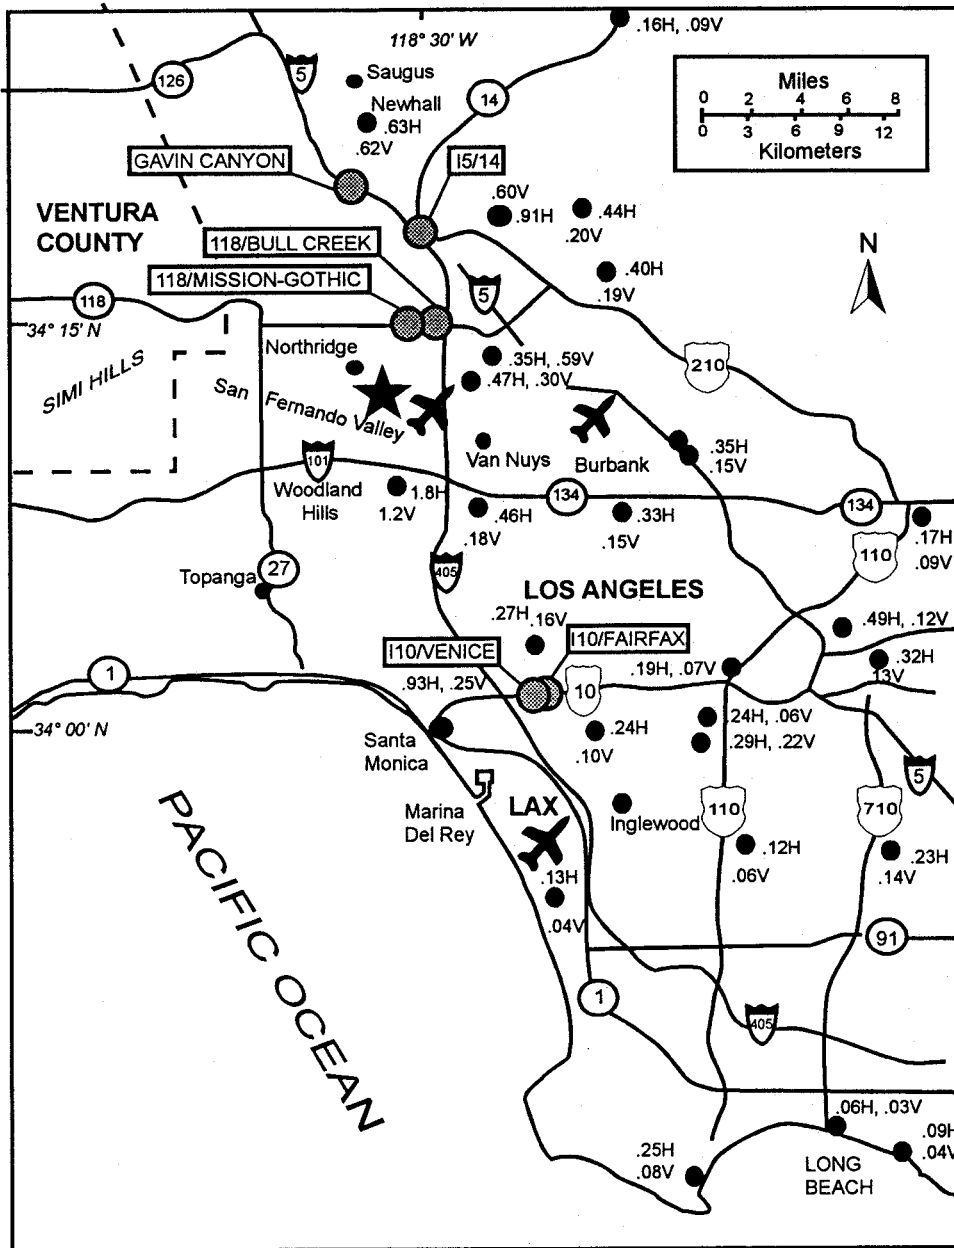 .16H, .09V
118° 30' W
5
126
Saugus
14
Newhall
.63H
.62V
Miles
0 2 4 6 8
0 3 6 9 12
Kilometers
GAVIN CANYON
I5/14
VENTURA
COUNTY
.60V
.91H
.44H
.20V
118/BULL CREEK
N
118/MISSION-GOTHIC
.40H
.19V
118
5
34° 15' N
Northridge
.35H, .59V
.47H, .30V
210
SIMI HILLS
San Fernando Valley
Van Nuys
Burbank
.35H
.15V
101
Woodland
Hills
1.8H
1.2V
134
134
.46H
.18V
.33H
.15V
.17H
.09V
110
27
Topanga
405
LOS ANGELES
.27H
.16V
.49H, .12V
I10/VENICE
I10/FAIRFAX
.32H
.13V
1
.93H, .25V
10
.19H, .07V
34° 00' N
Santa
Monica
.24H
.10V
.24H, .06V
.29H, .22V
5
PACIFIC OCEAN
Marina
Del Rey
LAX
Inglewood
110
710
.12H
.06V
.23H
.14V
.13H
.04V
91
1
405
.06H, .03V
.09H
.04V
.25H
.08V
LONG
BEACH